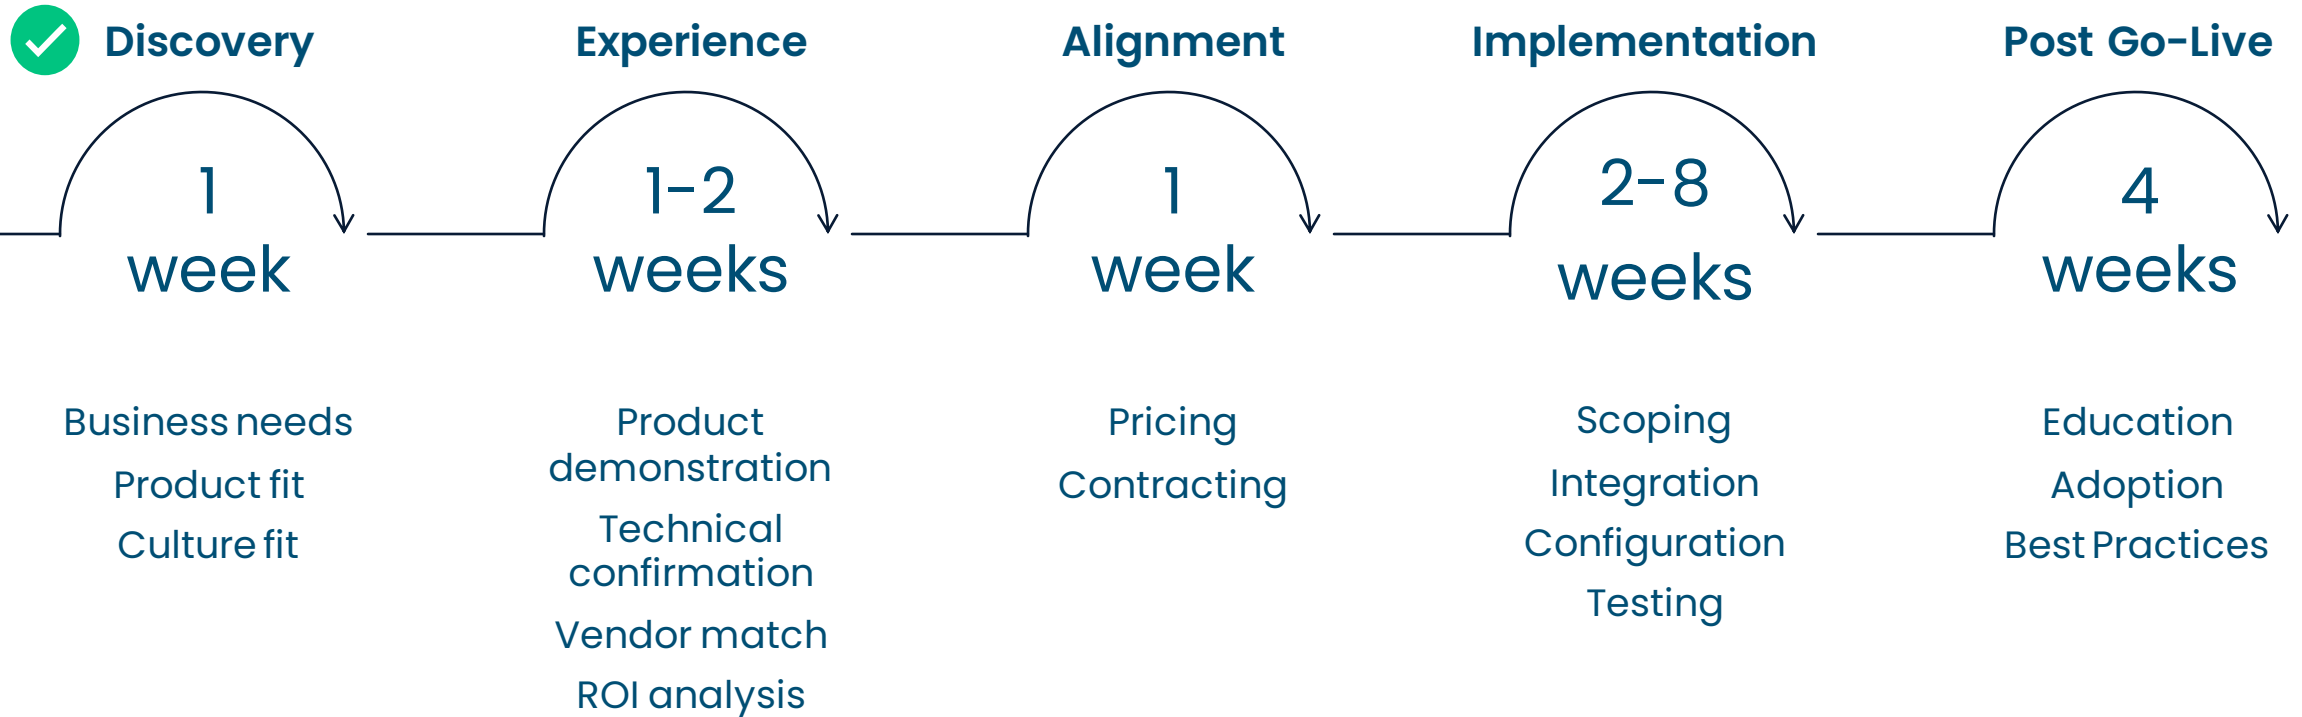 Discovery
1
week
Business needs
Product fit
Culture fit
Experience
1-2
weeks
Product
demonstration
Technical
confirmation
Vendor match
ROI analysis
Alignment
1
week
Pricing
Contracting
Implementation
2-8
weeks
Scoping
Integration
Configuration
Testing
Post Go-Live
4
weeks
Education
Adoption
Best Practices